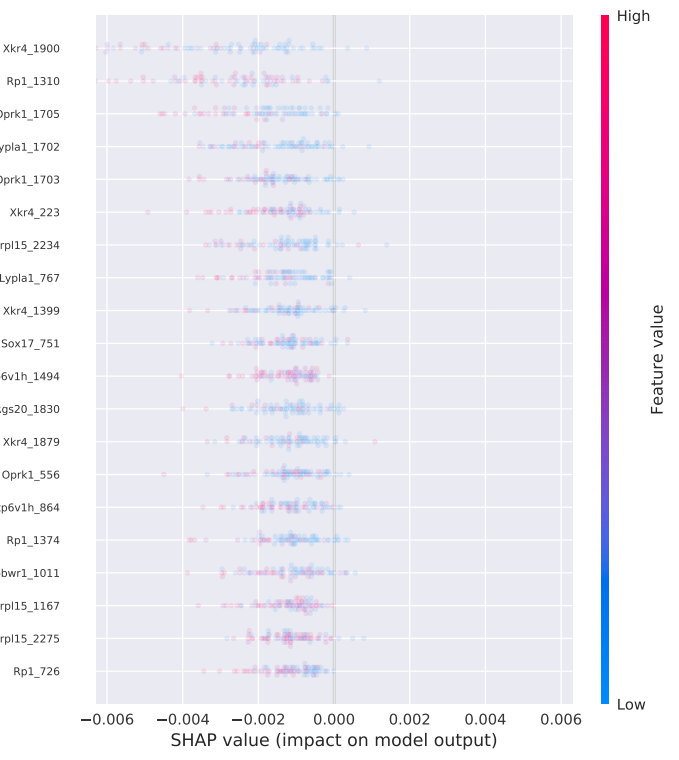 High
Xkr4_1900
Rp1_1310
Oprk1_1705
ypla1_1702
Oprk1_1703
Xkr4_223
rpl15_2234
Lypla1_767
Xkr4_1399
Sox17_751
6v1h_1494
gs20_1830
Xkr4_1879
Oprk1_556
p6v1h_864
Rp1_1374
bwr1_1011
rpl15_1167
rpl15_2275
Rp1_726
Feature value
Low
−0.006 −0.004 −0.002 0.000 0.002 0.004 0.006
SHAP value (impact on model output)